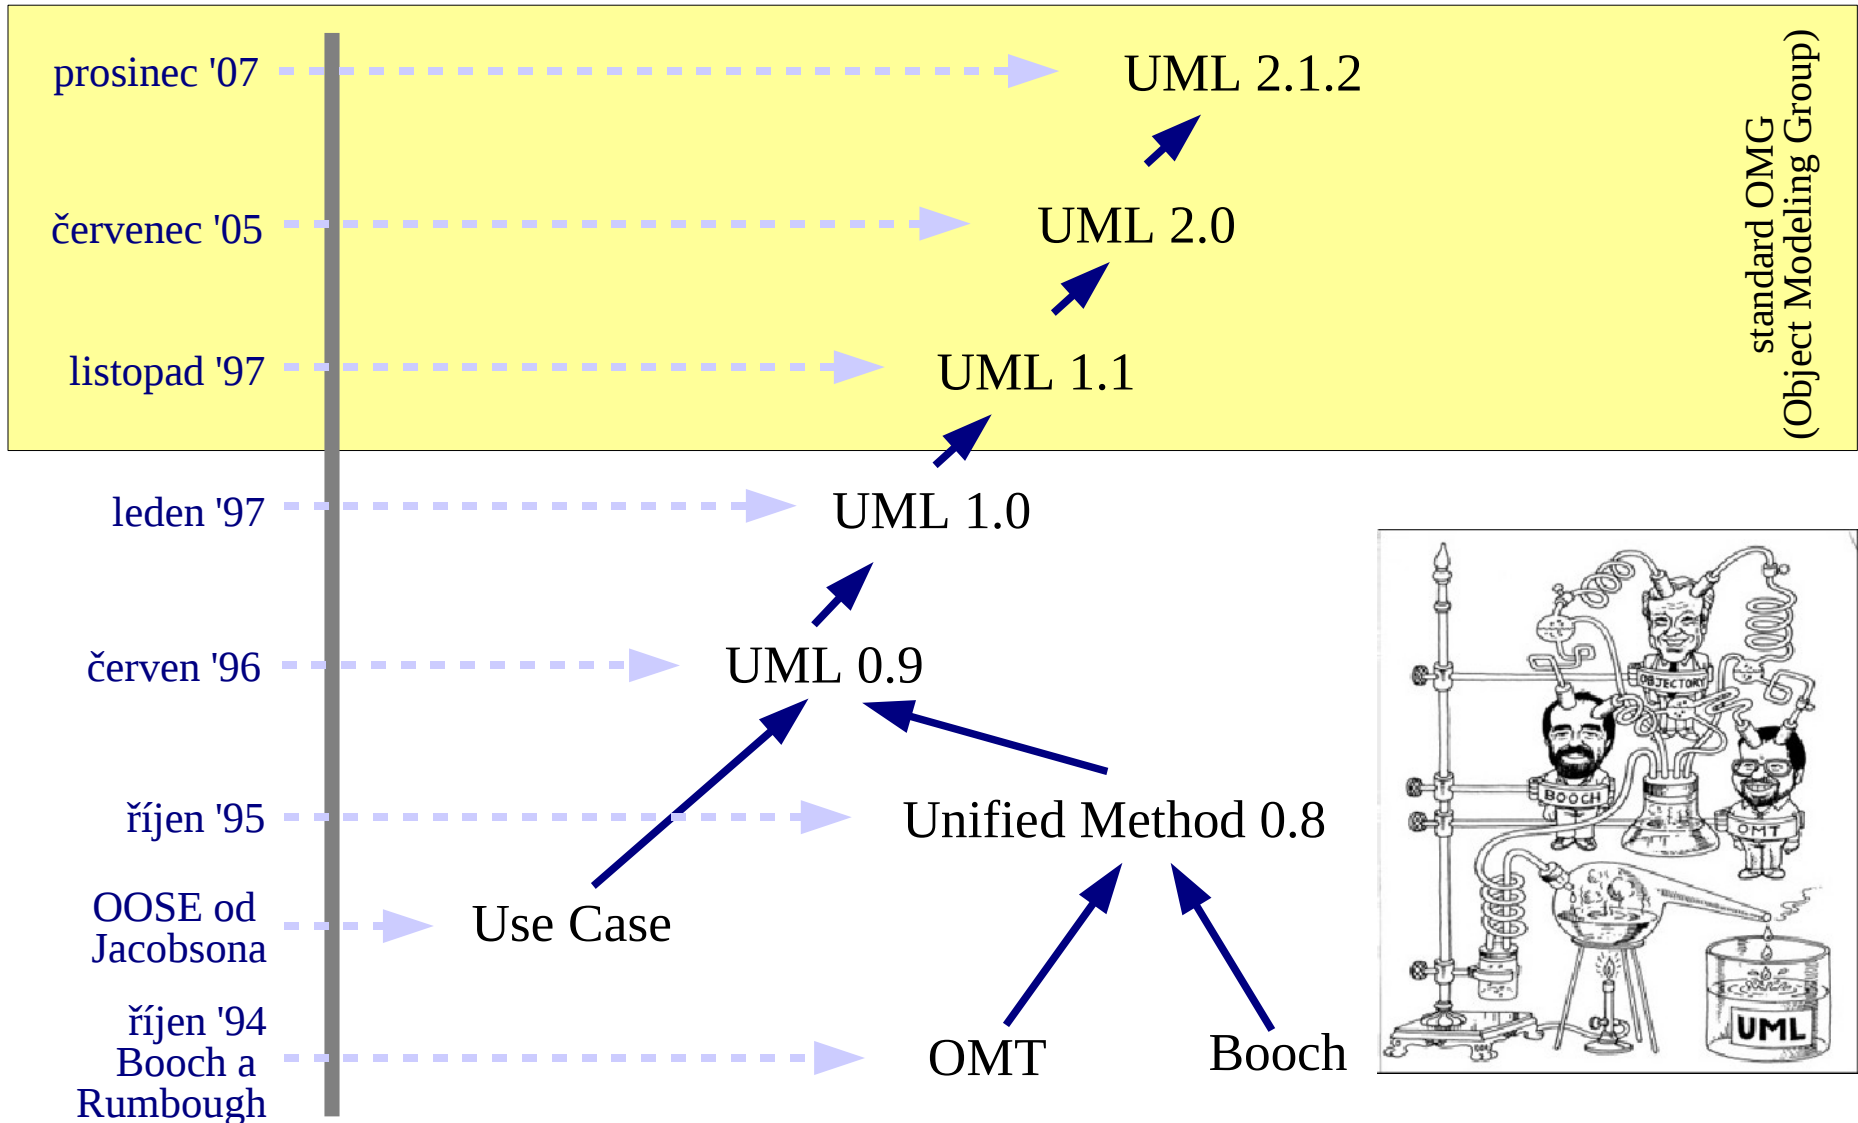 prosinec '07
UML 2.1.2
červenec '05
UML 2.0
listopad '97
UML 1.1
standard OMG
(Object Modeling Group)
leden '97
UML 1.0
červen '96
UML 0.9
říjen '95
Unified Method 0.8
OOSE od
Jacobsona
Use Case
říjen '94
Booch a
Rumbough
OMT
Booch
OBJECTORY
BOOCH
OMT
UML